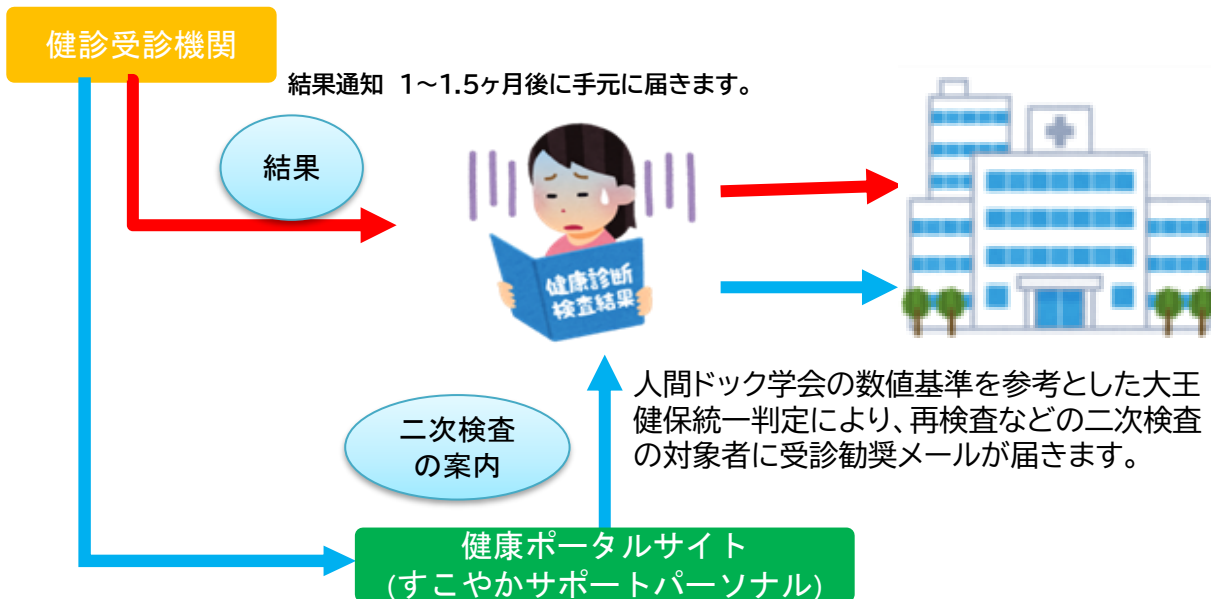 健診受診機関
結果通知 1～1.5ヶ月後に手元に届きます。
結果
健康診断
検査結果
人間ドック学会の数値基準を参考とした大王
健保統一判定により、再検査などの二次検査
の対象者に受診勧奨メールが届きます。
二次検査
の案内
健康ポータルサイト
(すこやかサポートパーソナル)